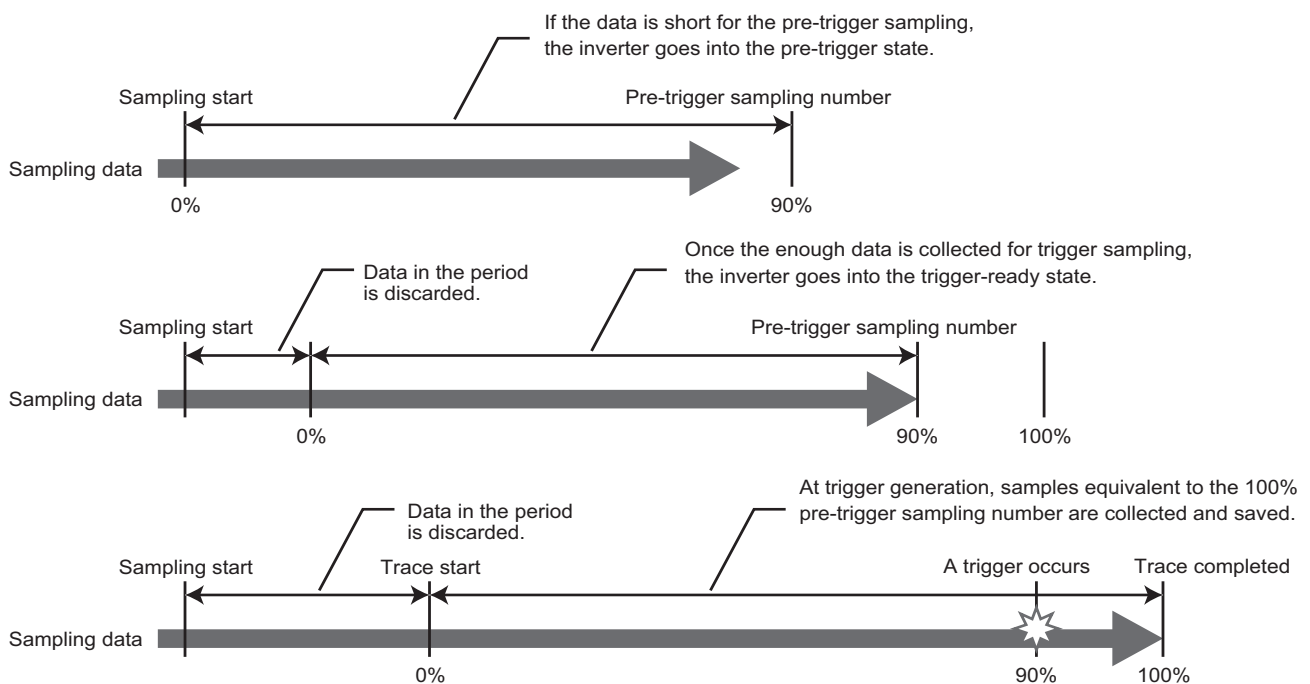 If the data is short for the pre-trigger sampling,
the inverter goes into the pre-trigger state.
Sampling start
Pre-trigger sampling number
Sampling data
0%
90%
Once the enough data is collected for trigger sampling,
the inverter goes into the trigger-ready state.
Data in the period
is discarded.
Sampling start
Pre-trigger sampling number
Sampling data
0%
90%
100%
At trigger generation, samples equivalent to the 100%
pre-trigger sampling number are collected and saved.
Data in the period
is discarded.
Sampling start
Trace start
A trigger occurs
Trace completed
Sampling data
0%
90%
100%